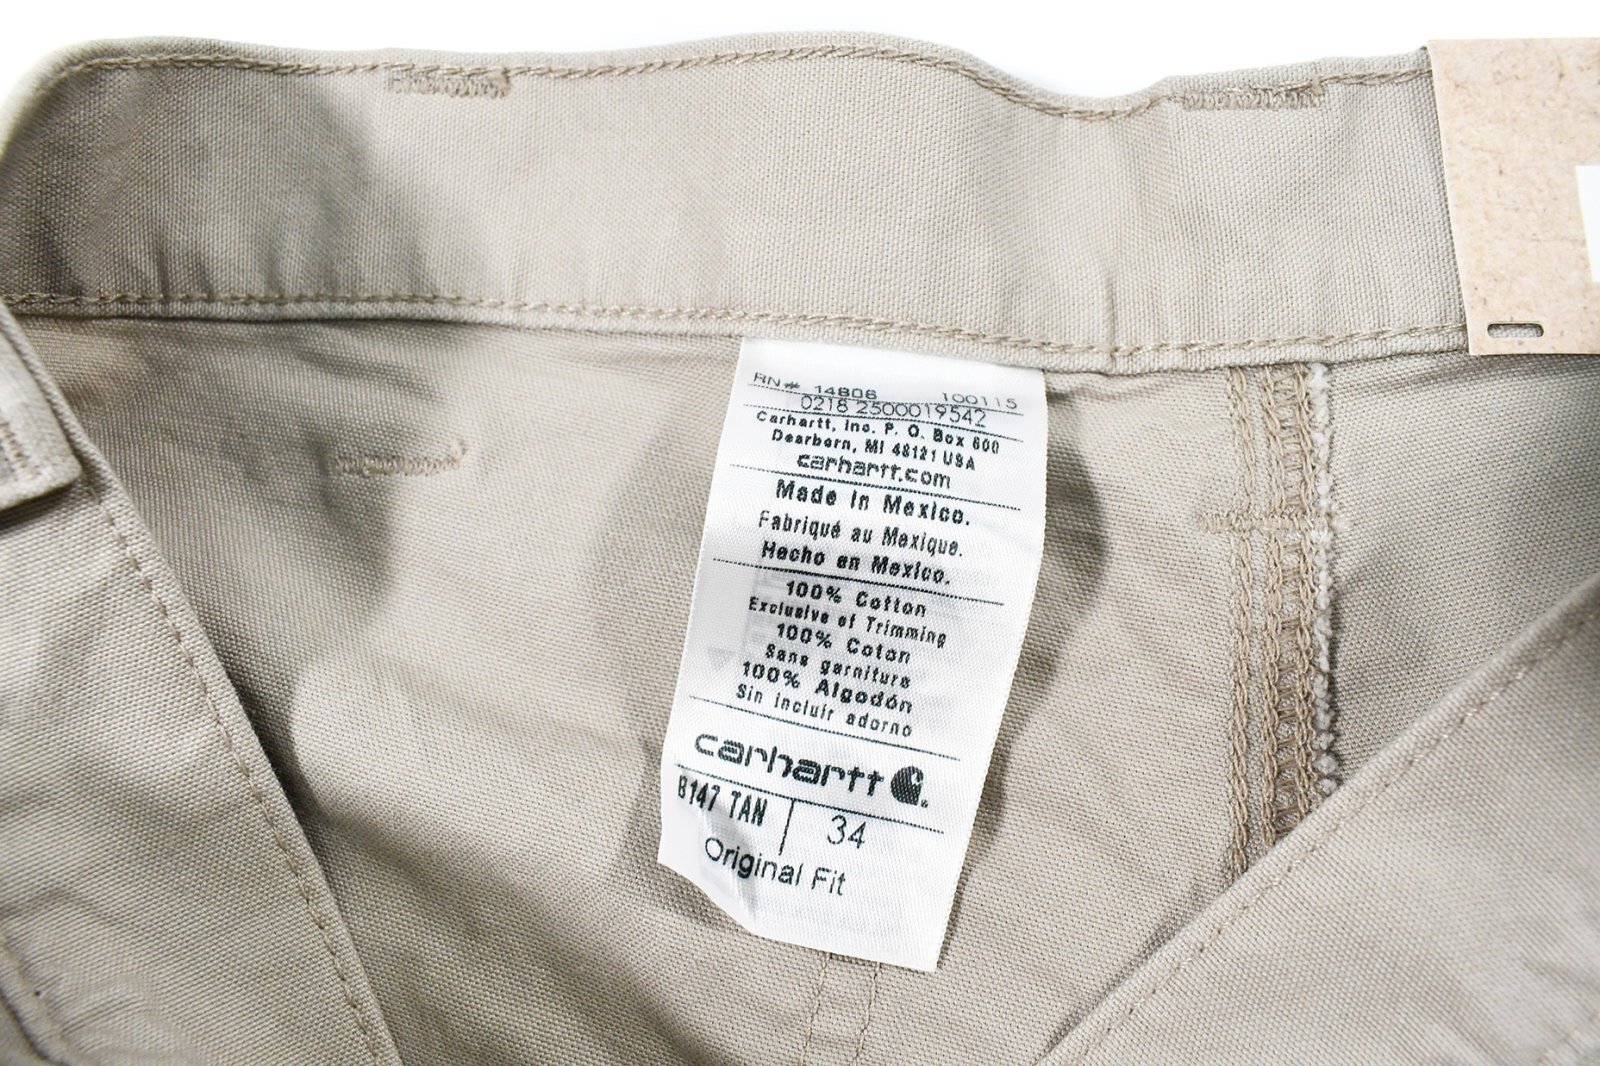 RN# 14806 100115
0218 2500019542
Carhartt, Inc. P. O. Box 600
Dearborn, MI 48121 USA
carhartt.com
Made in Mexico.
Fabriqué au Mexique.
Hecho en Mexico.
100% Cotton
Exclusive of Trimming
100% Coton
Sans garniture
100% Algodón
Sin incluir adorno
carhartt
B147 TAN 34
Original Fit